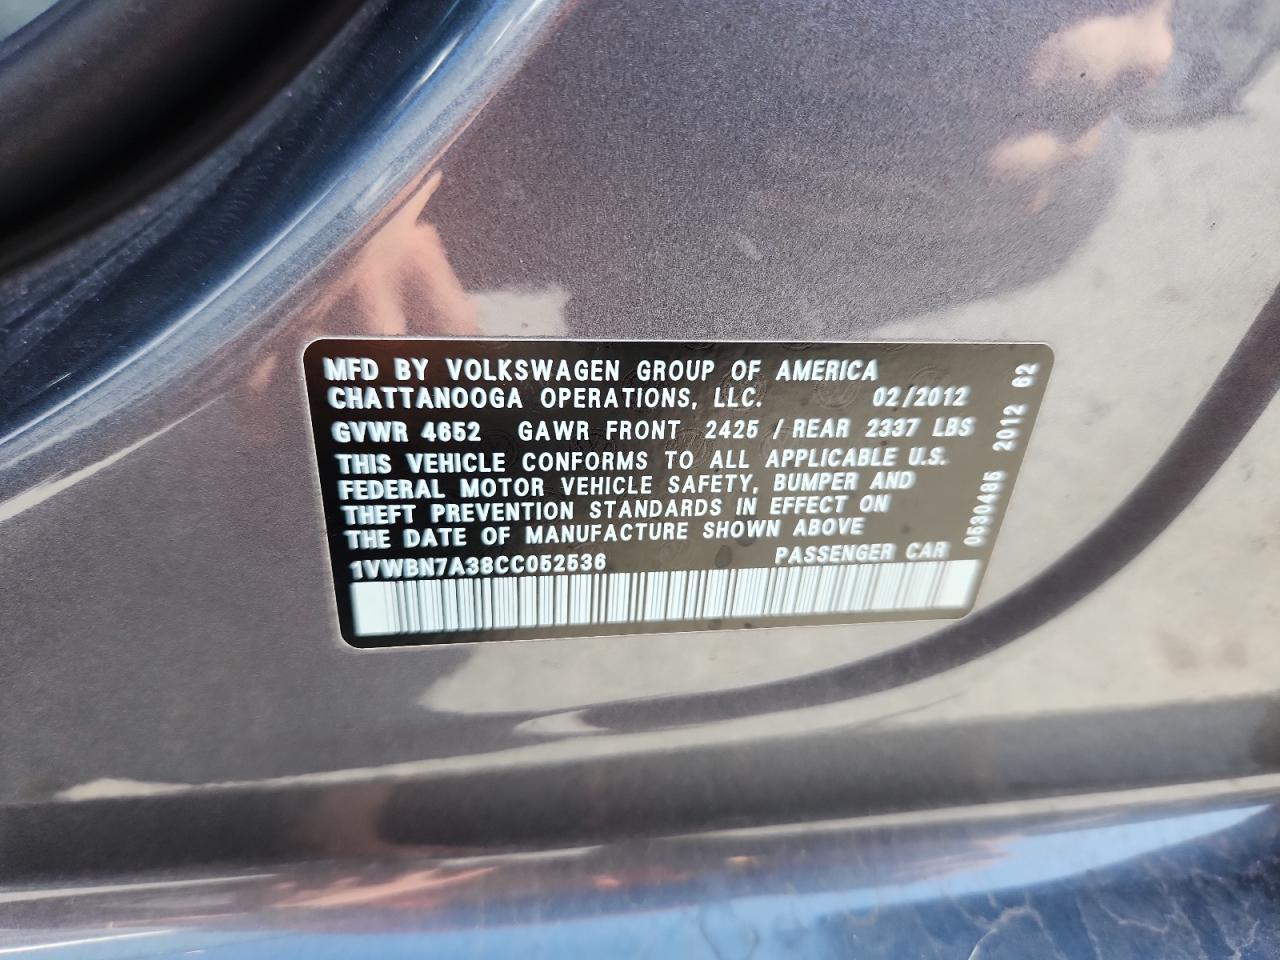 MFD BY VOLKSWAGEN GROUP OF AMERICA
CHATTANOOGA OPERATIONS, LLC. 02/2012
GVWR 4652 GAWR FRONT 2425 / REAR 2337 LBS
THIS VEHICLE CONFORMS TO ALL APPLICABLE U.S.
FEDERAL MOTOR VEHICLE SAFETY, BUMPER AND
THEFT PREVENTION STANDARDS IN EFFECT ON
THE DATE OF MANUFACTURE SHOWN ABOVE
1VWBN7A38CC052536 PASSENGER CAR
0530485 2012 62